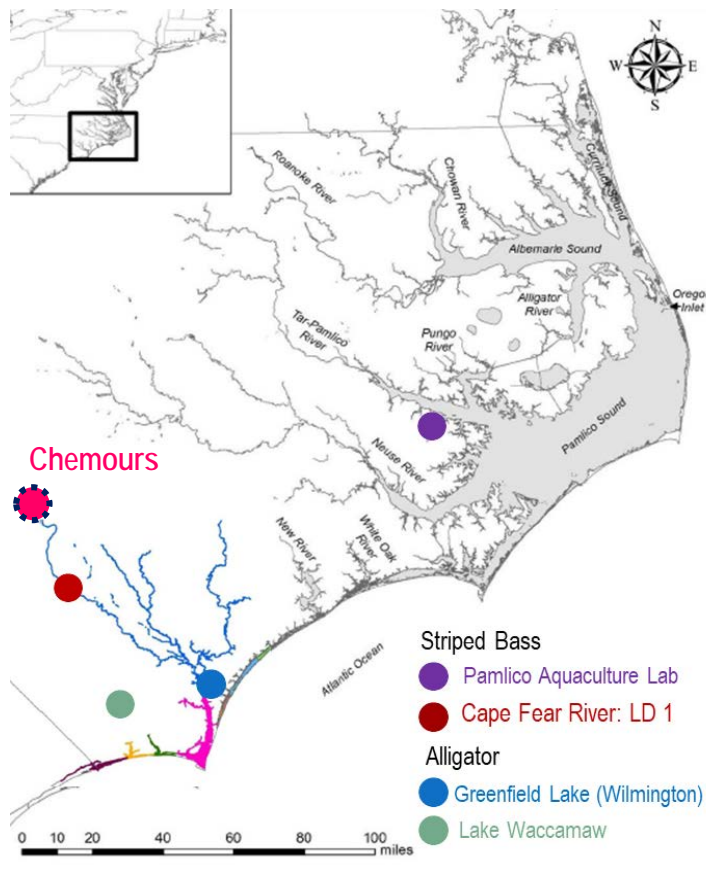 N
W E
S
Roanoke River
Chowan River
Currituck Sound
Albemarle Sound
Alligator
River
Oregon
Inlet
Tar-Pamlico
River
Pungo
River
Pamlico Sound
Neuse River
Chemours
New River
White Oak
River
Atlantic Ocean
Striped Bass
Pamlico Aquaculture Lab
Cape Fear River: LD 1
Alligator
Greenfield Lake (Wilmington)
Lake Waccamaw
0 10 20 40 60 80 100
miles